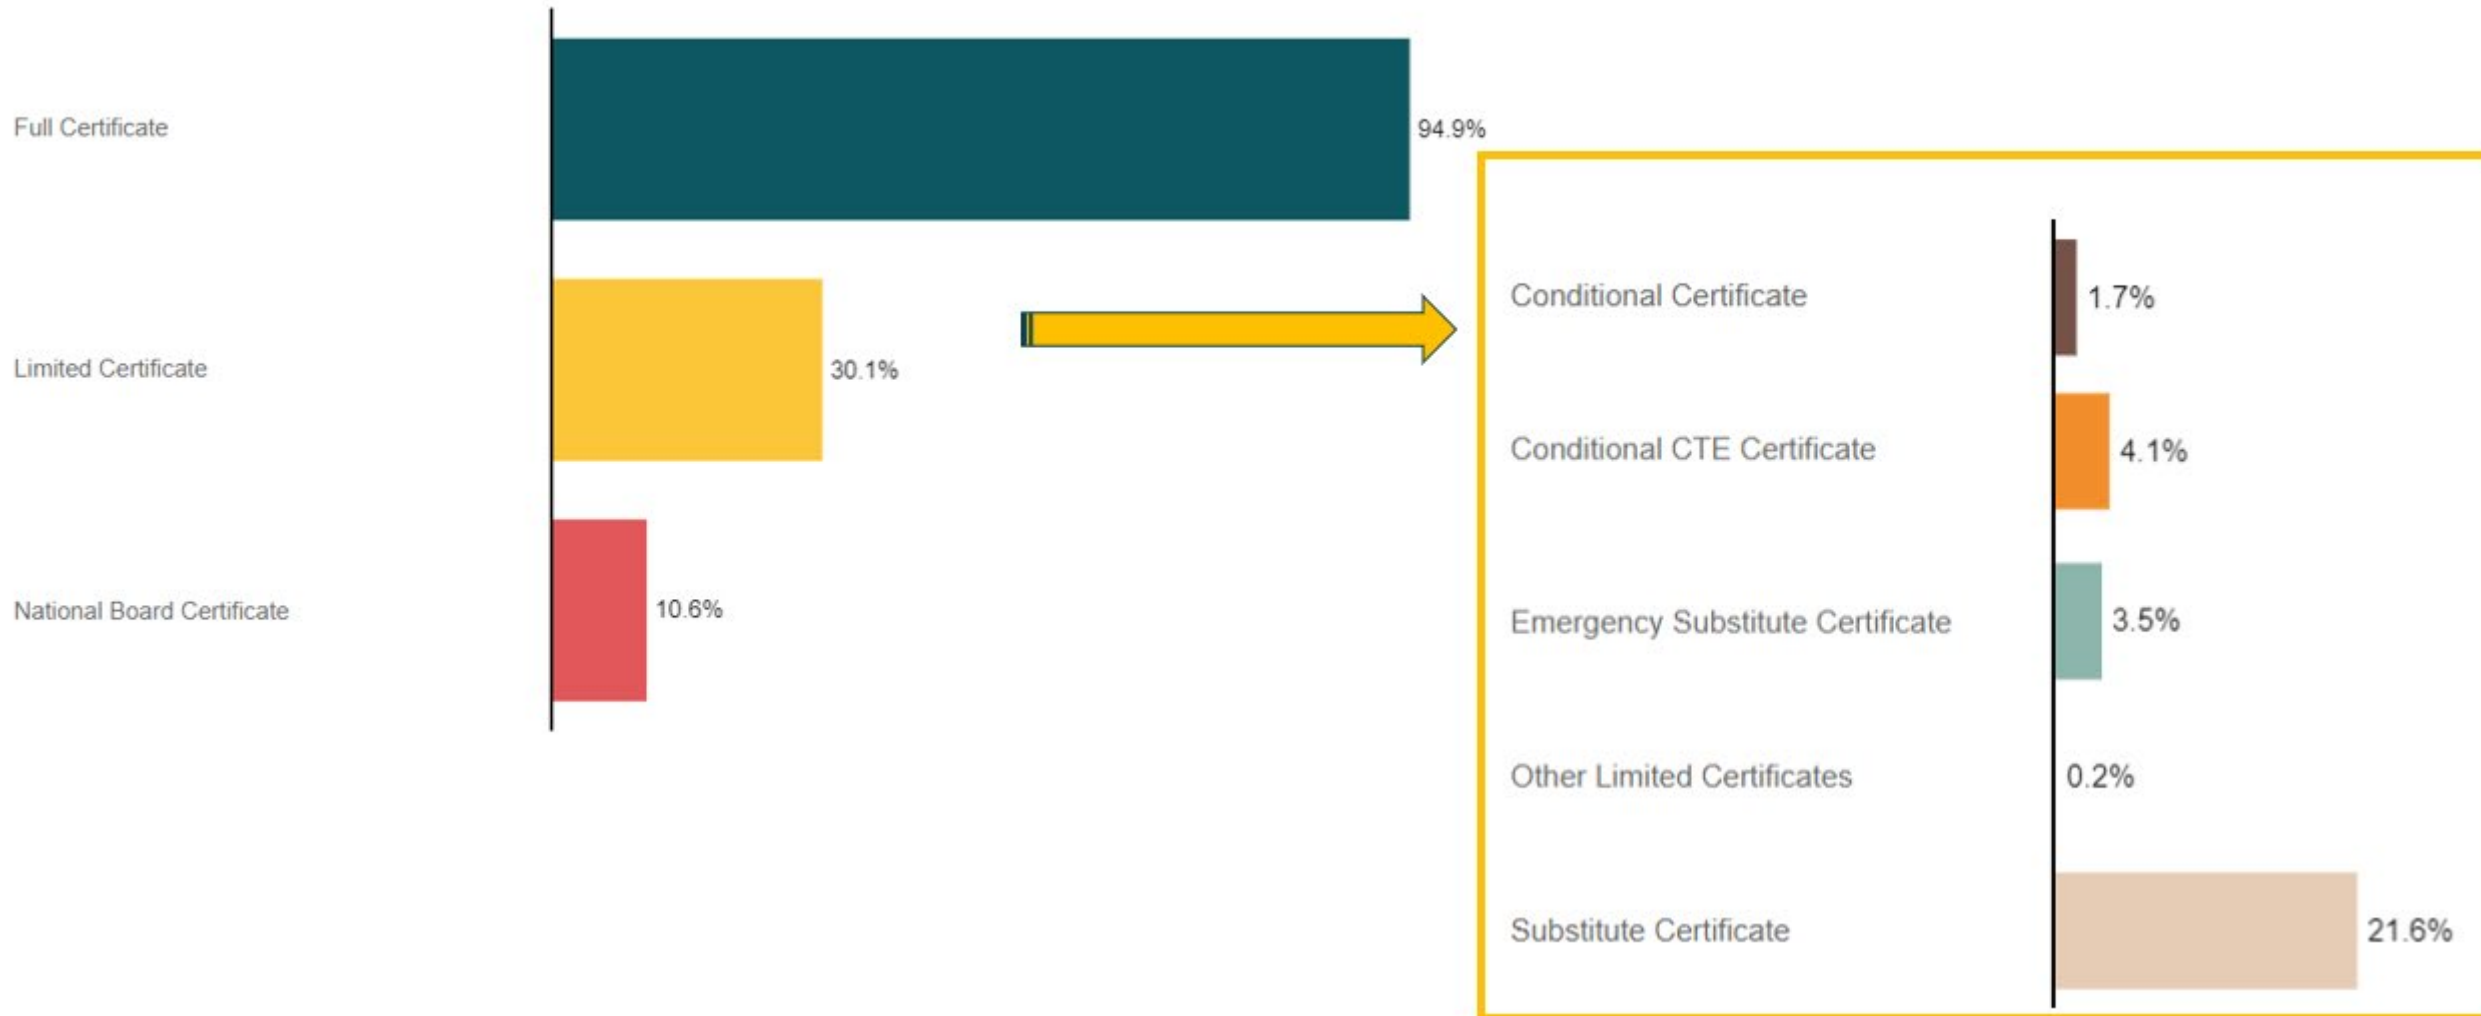 Full Certificate
94.9%
Limited Certificate
30.1%
National Board Certificate
10.6%
Conditional Certificate
1.7%
Conditional CTE Certificate
4.1%
Emergency Substitute Certificate
3.5%
Other Limited Certificates
0.2%
Substitute Certificate
21.6%